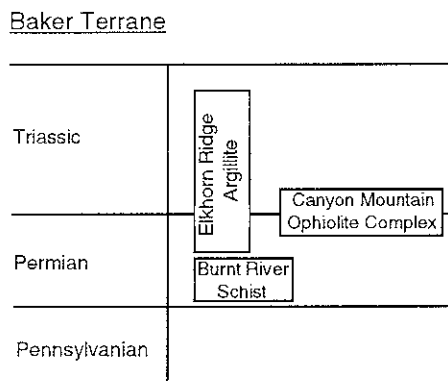 Baker Terrane
Triassic
Elkhorn Ridge
Argillite
Canyon Mountain
Ophiolite Complex
Permian
Burnt River
Schist
Pennsylvanian